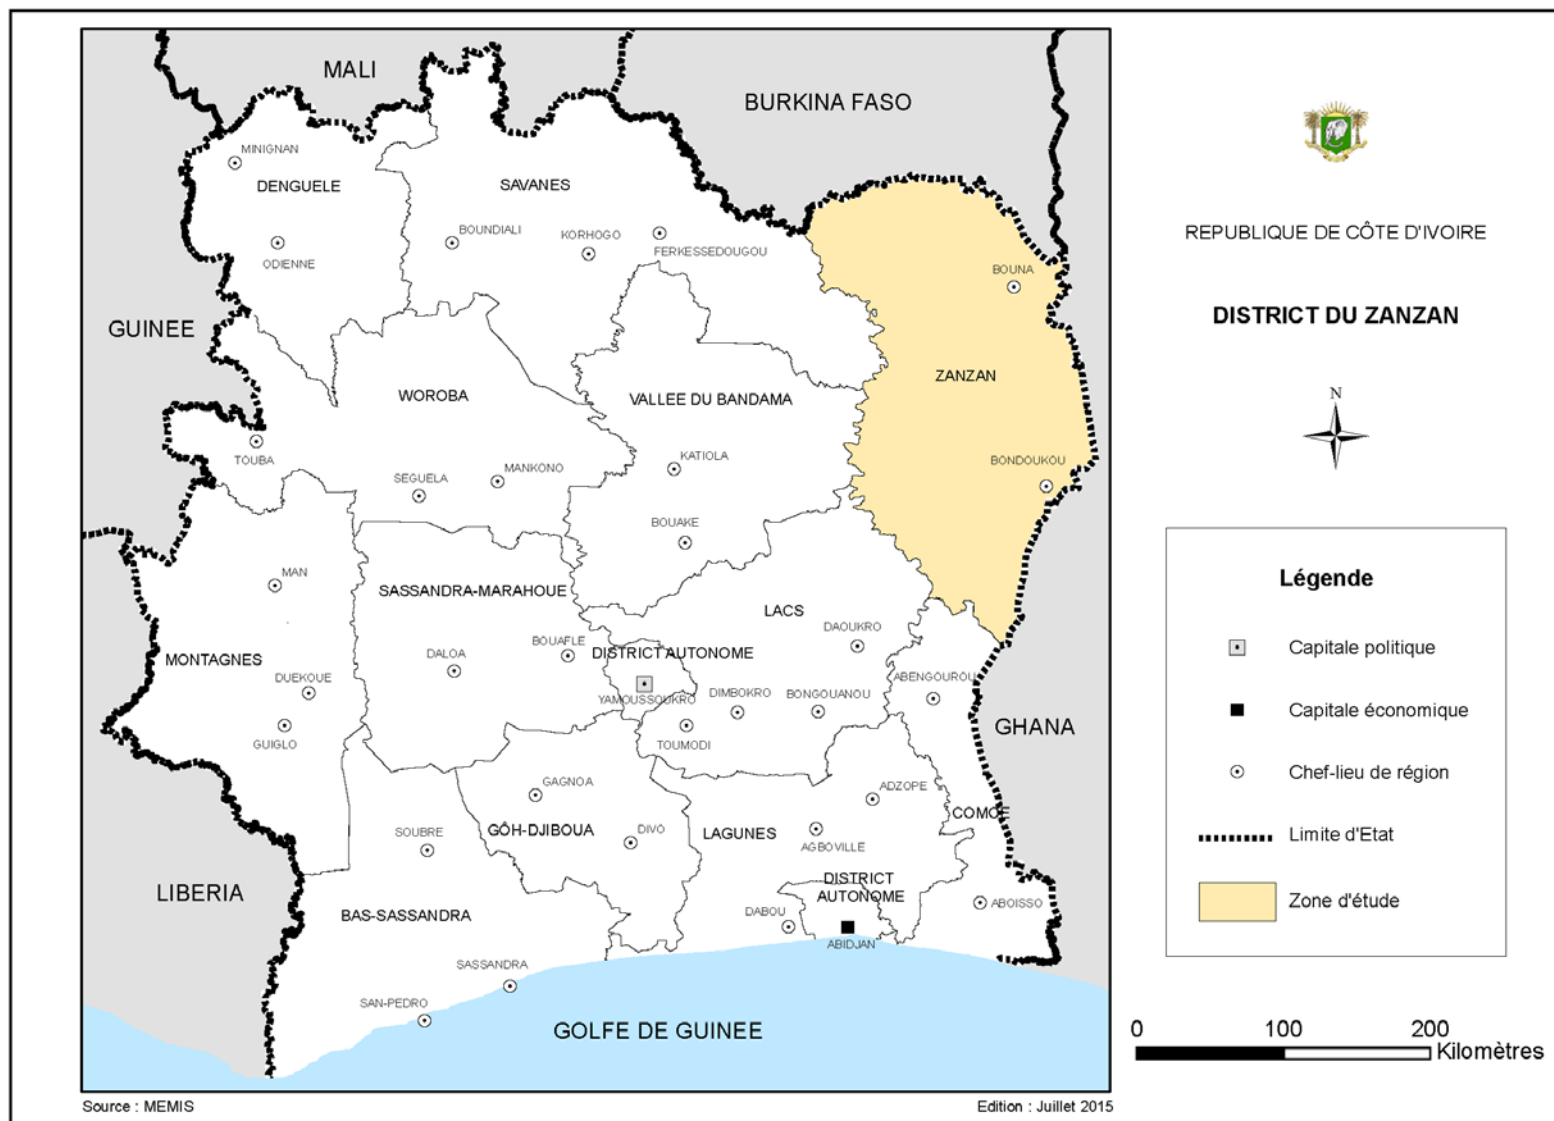 MALI
BURKINA FASO
MINIGNAN
DENGUELE
SAVANES
BOUNDIALI
KORHOGO
FERKESSEDOUGOU
ODIENNE
BOUNA
GUINEE
ZANZAN
WOROBA
VALLEE DU BANDAMA
TOUBA
SEGUELA
MANKONO
KATIOLA
BONDOUKOU
BOUAKE
MAN
SASSANDRA-MARAHOUE
LACS
DAOUKRO
BOUAFLE
DISTRICT AUTONOME
MONTAGNES
DALOA
DUEKOUE
YAMOUSSOUKRO
DIMBOKRO
BONGOUANOU
ABENGOUROU
GUIGLO
TOUMODI
GHANA
GAGNOA
ADZOPE
COMOE
SOUBRE
GÔH-DJIBOUA
DIVO
LAGUNES
AGBOVILLE
LIBERIA
DISTRICT
AUTONOME
BAS-SASSANDRA
DABOU
ABOISSO
ABIDJAN
SASSANDRA
SAN-PEDRO
GOLFE DE GUINEE
Source : MEMIS
Edition : Juillet 2015
REPUBLIQUE DE CÔTE D'IVOIRE
DISTRICT DU ZANZAN
N
Légende
Capitale politique
Capitale économique
Chef-lieu de région
Limite d'Etat
Zone d'étude
0 100 200
Kilomètres